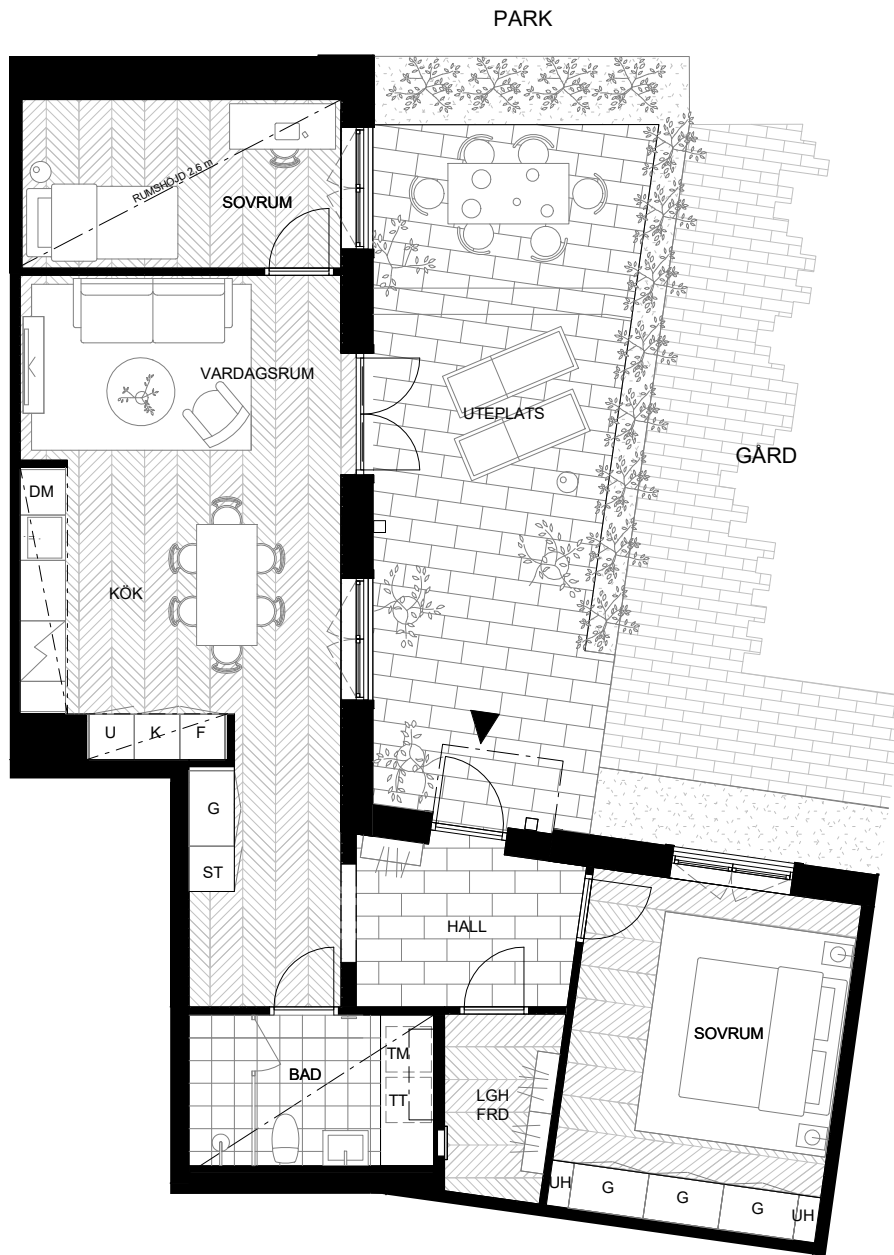 PARK
RUMSHÖJD 2,6 m
SOVRUM
VARDAGSRUM
UTEPLATS
GÅRD
DM
KÖK
U K F
G
ST
HALL
SOVRUM
BAD
TM
TT
LGH
FRD
UH G G G UH